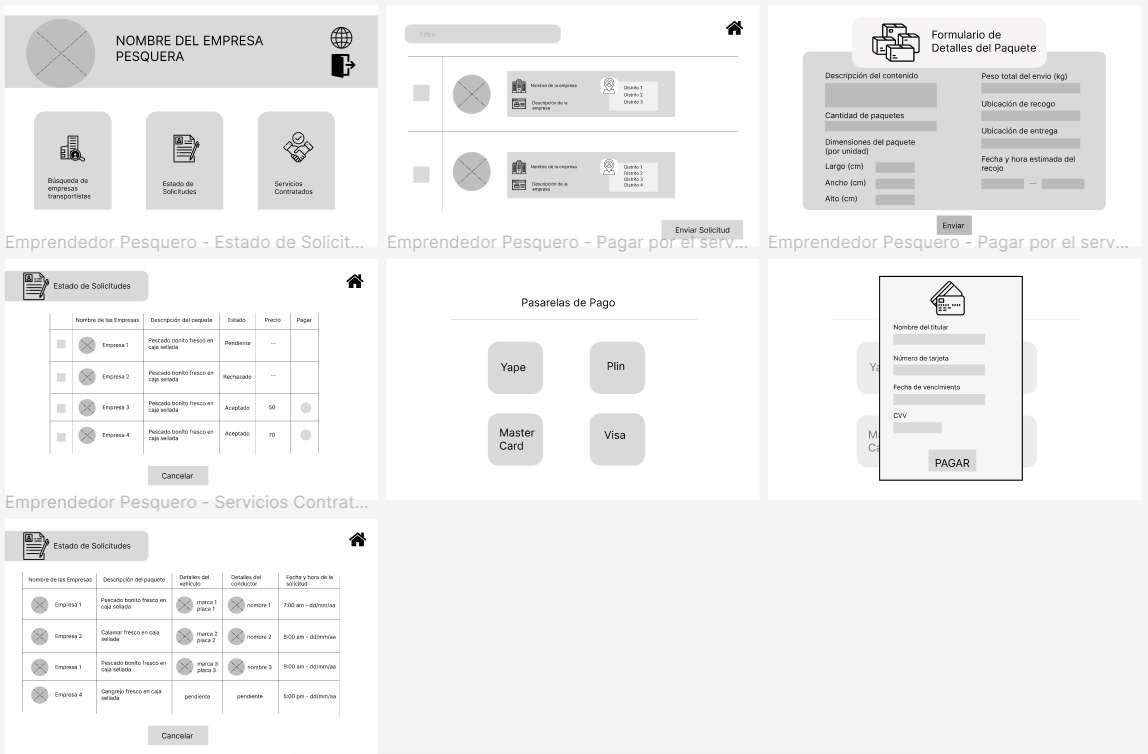 NOMBRE DEL EMPRESA
PESQUERA
Búsqueda de
empresas
transportistas
Estado de
Solicitudes
Servicios
Contratados
Filtro
Nombre de la empresa
Descripción de la
empresa
Distrito 1
Distrito 2
Distrito 3
Nombre de la empresa
Descripción de la
empresa
Distrito 1
Distrito 2
Distrito 3
Distrito 4
Enviar Solicitud
Formulario de
Detalles del Paquete
Descripción del contenido
Cantidad de paquetes
Dimensiones del paquete
(por unidad)
Largo (cm)
Ancho (cm)
Alto (cm)
Peso total del envio (kg)
Ubicación de recogo
Ubicación de entrega
Fecha y hora estimada del
recojo
Enviar
Emprendedor Pesquero - Estado de Solicit...
Emprendedor Pesquero - Pagar por el serv...
Emprendedor Pesquero - Pagar por el serv...
Estado de Solicitudes
Nombre de las Empresas Descripción del paquete Estado Precio Pagar
Empresa 1 Pescado bonito fresco en caja sellada Pendiente --
Empresa 2 Pescado bonito fresco en caja sellada Rechazado --
Empresa 3 Pescado bonito fresco en caja sellada Aceptado 50
Empresa 4 Pescado bonito fresco en caja sellada Aceptado 70
Cancelar
Pasarelas de Pago
Yape
Plin
Master
Card
Visa
Ya
Ma
Ca
Nombre del titular
Número de tarjeta
Fecha de vencimiento
CVV
PAGAR
Emprendedor Pesquero - Servicios Contrat...
Estado de Solicitudes
Nombre de las Empresas Descripción del paquete Detalles del vehículo Detalles del conductor Fecha y hora de la solicitud
Empresa 1 Pescado bonito fresco en caja sellada marca 1 placa 1 nombre 1 7:00 am - dd/mm/aa
Empresa 2 Calamar fresco en caja sellada marca 2 placa 2 nombre 2 8:00 am - dd/mm/aa
Empresa 1 Pescado bonito fresco en caja sellada marca 3 placa 3 nombre 3 9:00 am - dd/mm/aa
Empresa 4 Cangrejo fresco en caja sellada pendiente pendiente 5:00 pm - dd/mm/aa
Cancelar